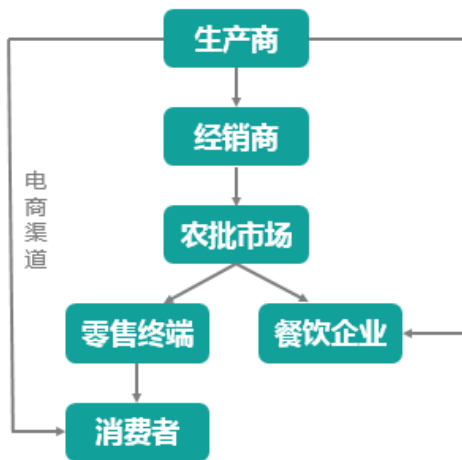 生产商
经销商
电商渠道
农批市场
零售终端
餐饮企业
消费者